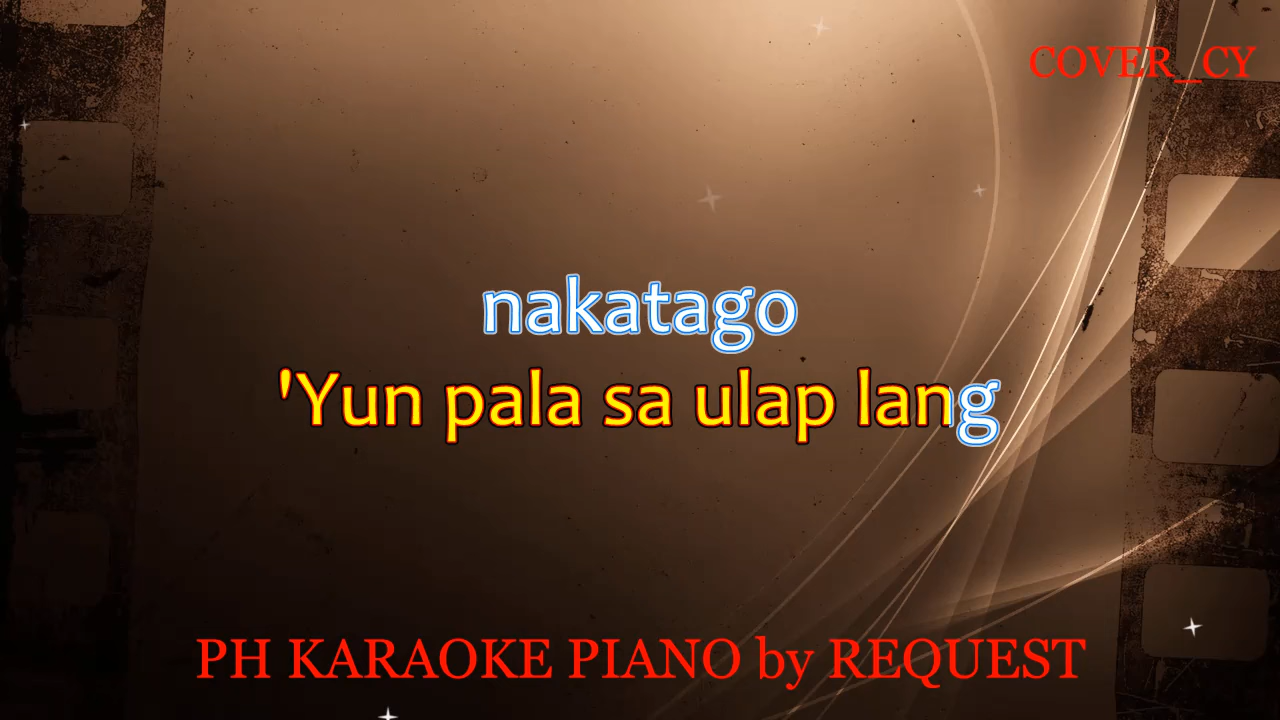 COVER_CY
nakatago
'Yun pala sa ulap lang
PH KARAOKE PIANO by REQUEST